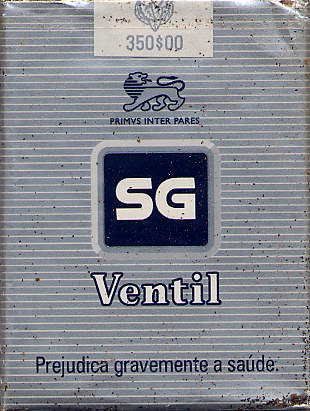 350$00
PRIMVS INTER PARES
SG
Ventil
Prejudica gravemente a saúde.